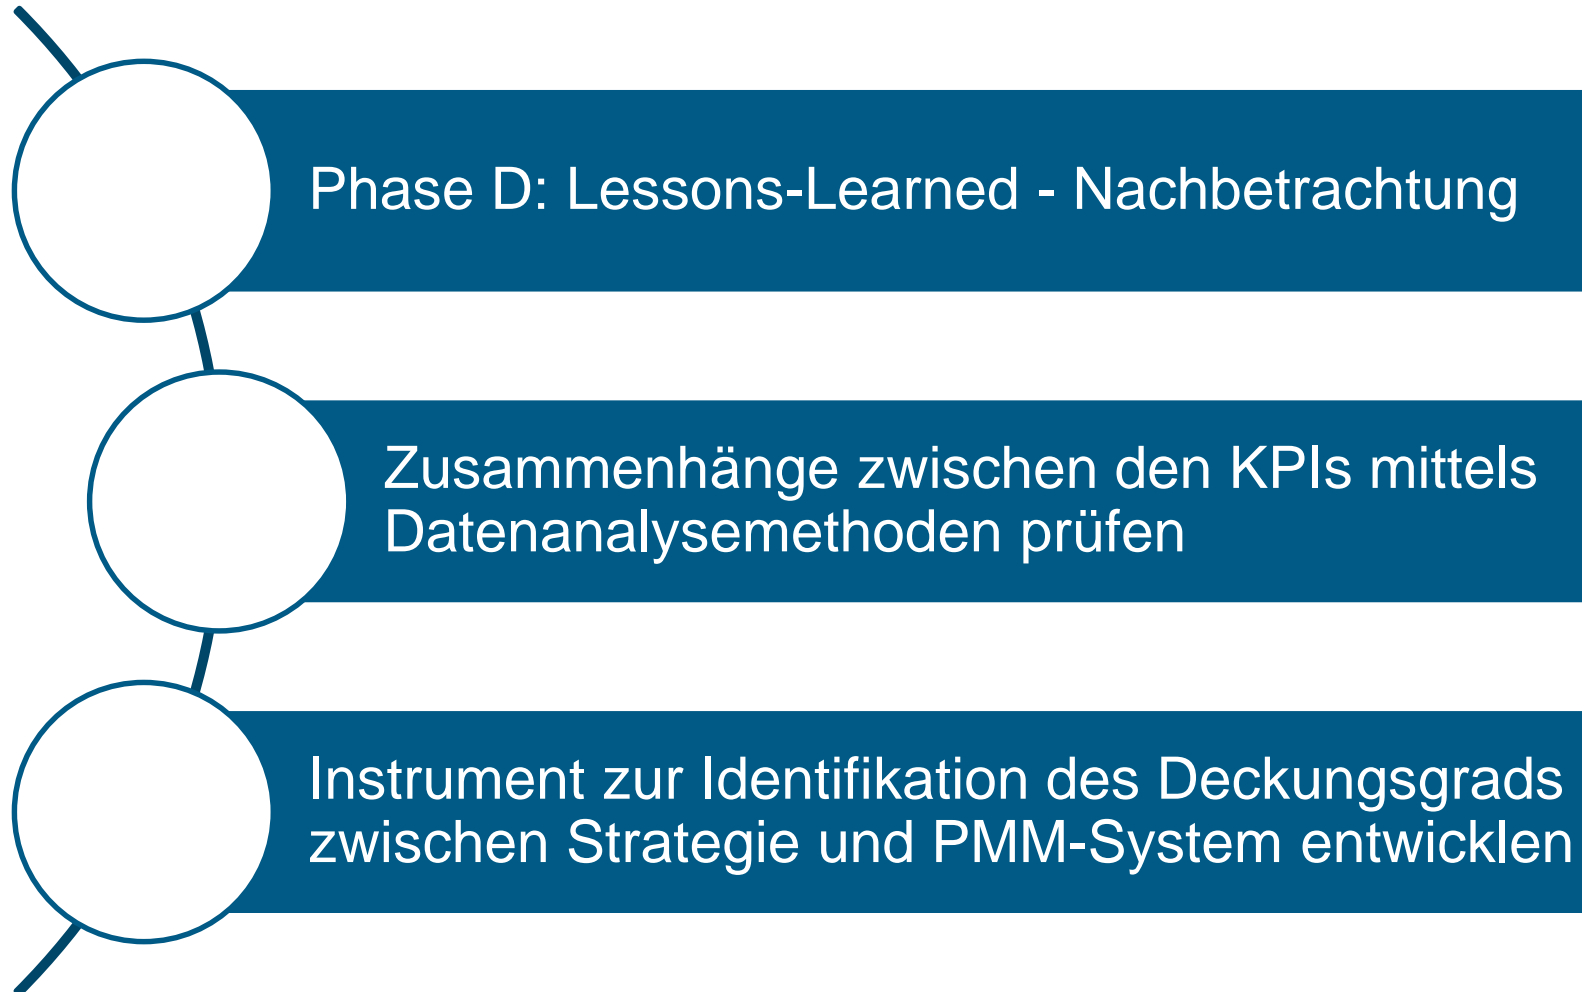 Phase D: Lessons-Learned - Nachbetrachtung
Zusammenhänge zwischen den KPIs mittels
Datenanalysemethoden prüfen
Instrument zur Identifikation des Deckungsgrads
zwischen Strategie und PMM-System entwicklen